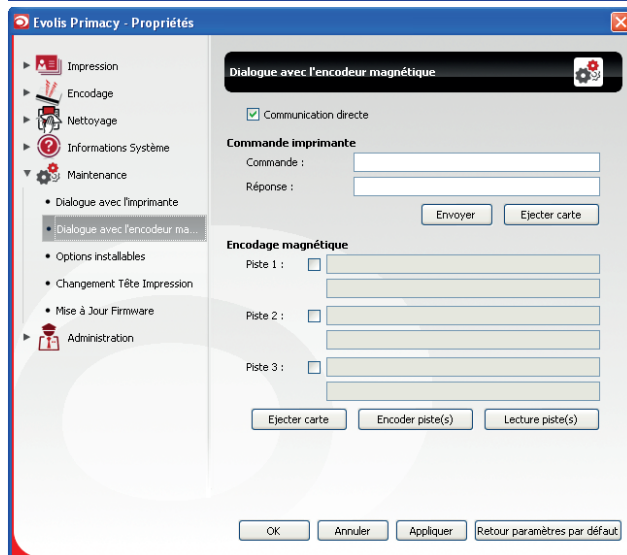 Evolis Primacy - Propriétés
Impression
Encodage
Nettoyage
Informations Système
Maintenance
Dialogue avec l'imprimante
Dialogue avec l'encodeur ma...
Options installables
Changement Tête Impression
Mise à Jour Firmware
Administration
Dialogue avec l'encodeur magnétique
Communication directe
Commande imprimante
Commande :
Réponse :
Envoyer Ejecter carte
Encodage magnétique
Piste 1 :
Piste 2 :
Piste 3 :
Ejecter carte Encoder piste(s) Lecture piste(s)
OK Annuler Appliquer Retour paramètres par défaut